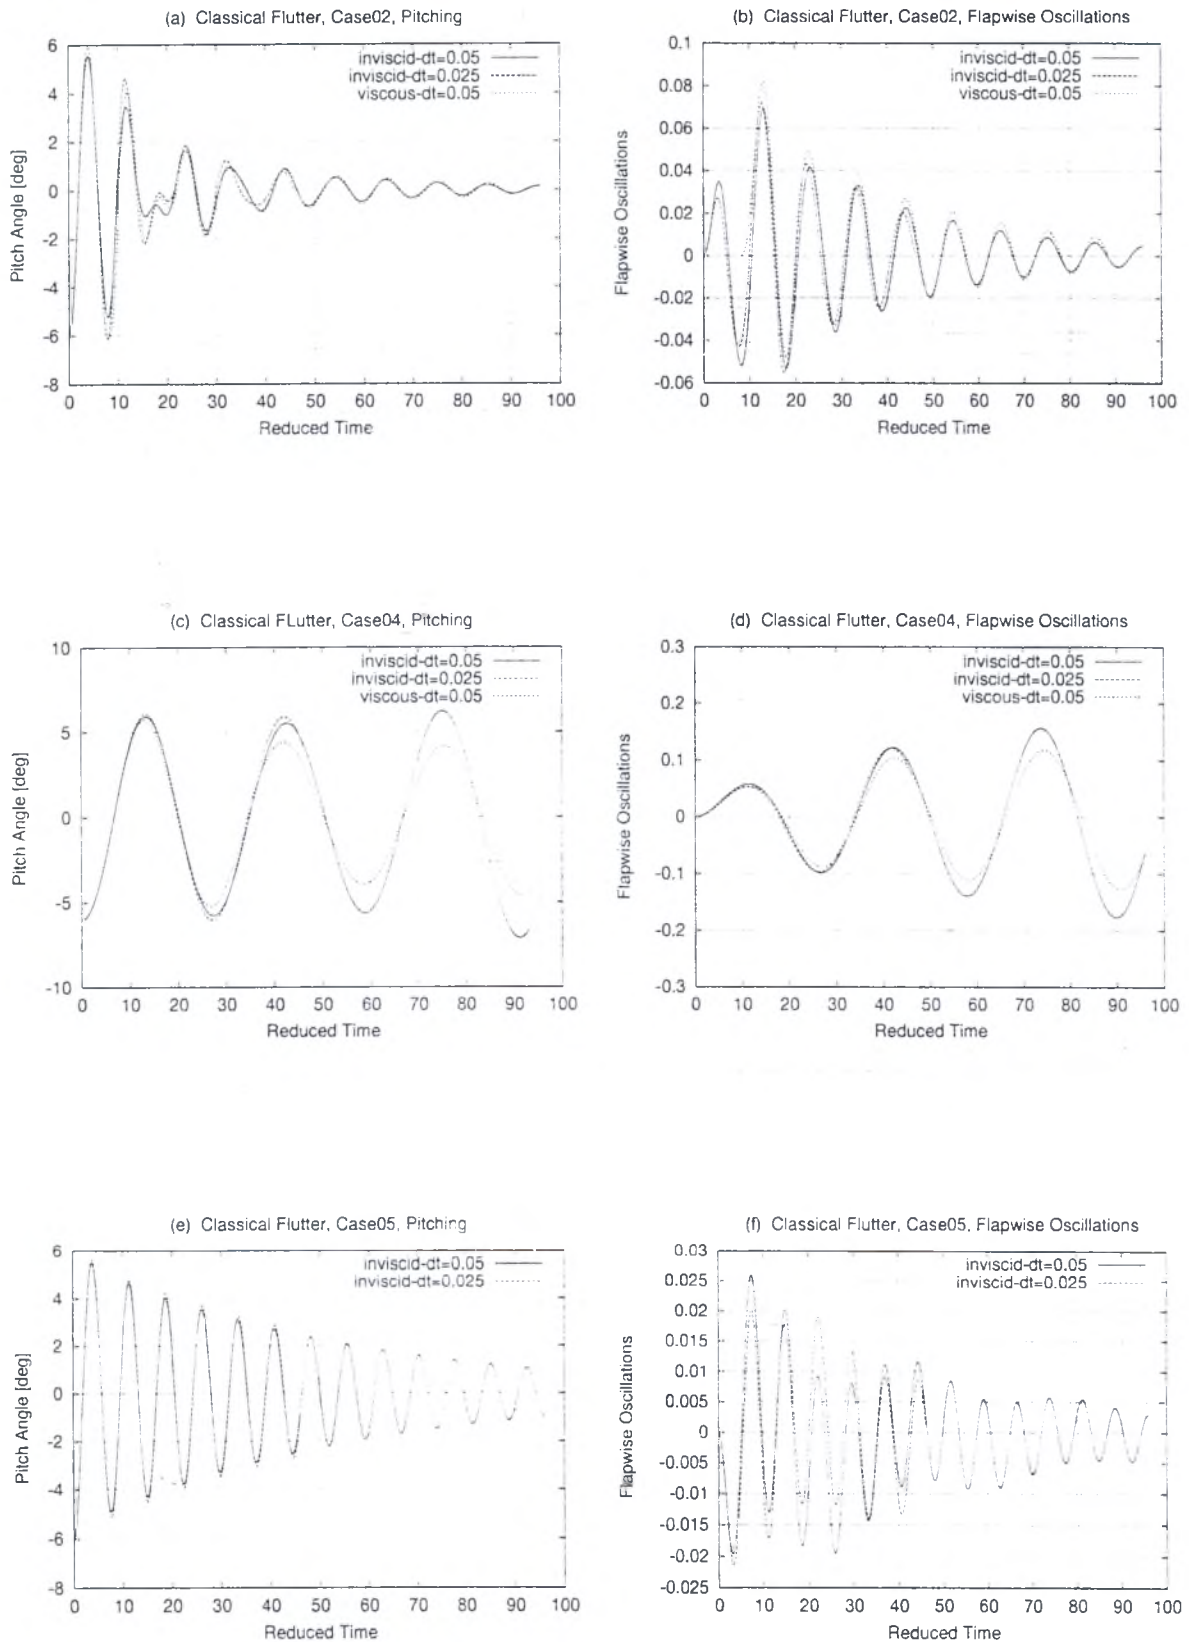 (a) Classical Flutter, Case02, Pitching
6
4
2
0
-2
-4
-6
-8
Pitch Angle [deg]
inviscid-dt=0.05
inviscid-dt=0.025
viscous-dt=0.05
0 10 20 30 40 50 60 70 80 90 100
Reduced Time
(b) Classical Flutter, Case02, Flapwise Oscillations
0.1
0.08
0.06
0.04
0.02
0
-0.02
-0.04
-0.06
Flapwise Oscillations
inviscid-dt=0.05
inviscid-dt=0.025
viscous-dt=0.05
0 10 20 30 40 50 60 70 80 90 100
Reduced Time
(c) Classical FLutter, Case04, Pitching
10
5
0
-5
-10
Pitch Angle [deg]
inviscid-dt=0.05
inviscid-dt=0.025
viscous-dt=0.05
0 10 20 30 40 50 60 70 80 90 100
Reduced Time
(d) Classical Flutter, Case04, Flapwise Oscillations
0.3
0.2
0.1
0
-0.1
-0.2
-0.3
Flapwise Oscillations
inviscid-dt=0.05
inviscid-dt=0.025
viscous-dt=0.05
0 10 20 30 40 50 60 70 80 90 100
Reduced Time
(e) Classical Flutter, Case05, Pitching
6
4
2
0
-2
-4
-6
-8
Pitch Angle [deg]
inviscid-dt=0.05
inviscid-dt=0.025
0 10 20 30 40 50 60 70 80 90 100
Reduced Time
(f) Classical Flutter, Case05, Flapwise Oscillations
0.03
0.025
0.02
0.015
0.01
0.005
0
-0.005
-0.01
-0.015
-0.02
-0.025
Flapwise Oscillations
inviscid-dt=0.05
inviscid-dt=0.025
0 10 20 30 40 50 60 70 80 90 100
Reduced Time